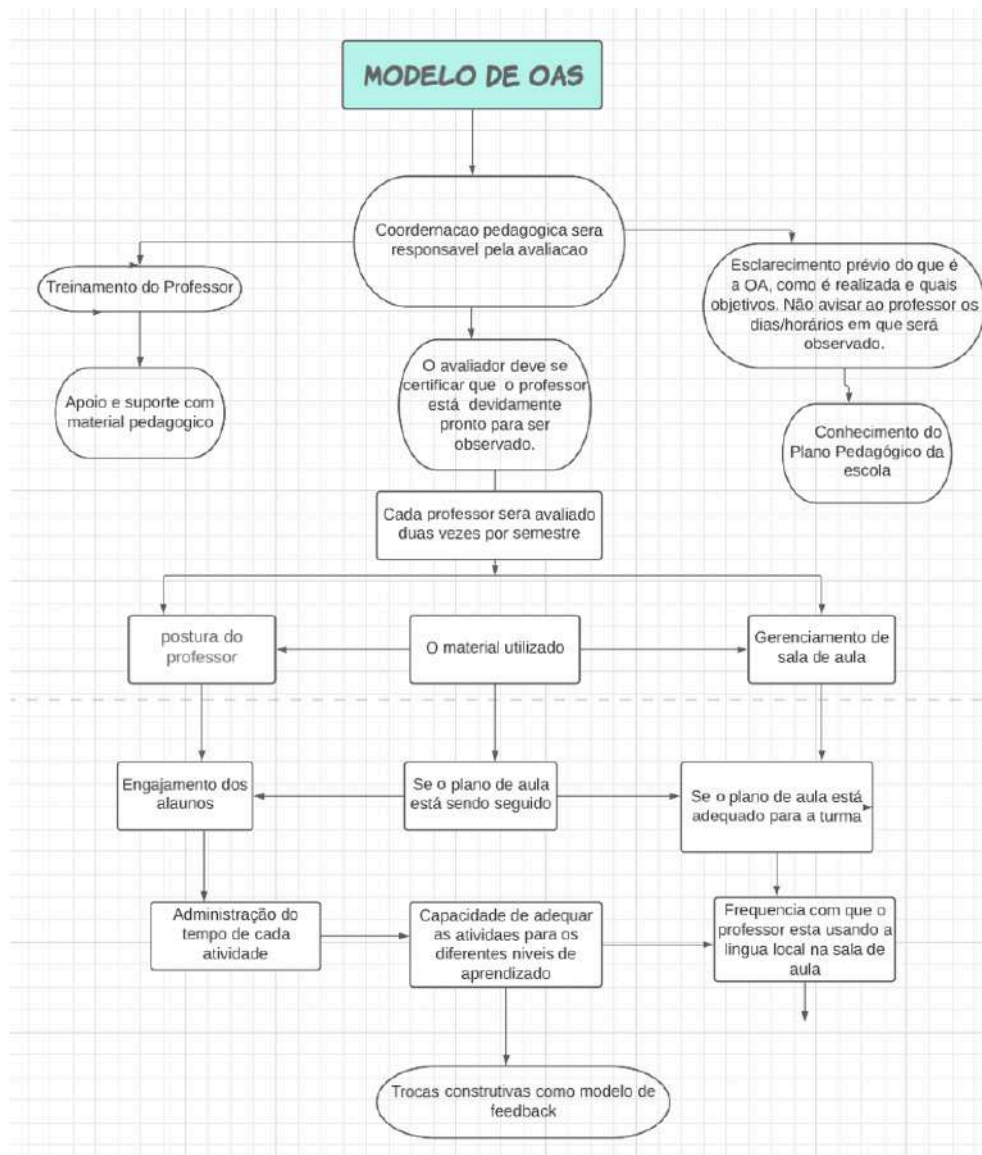 MODELO DE OAS
Coordernacao pedagogica sera
responsavel pela avaliacao
Treinamento do Professor
Esclarecimento prévio do que é
a OA, como é realizada e quais
objetivos. Não avisar ao professor os
dias/horários em que será
observado.
Apoio e suporte com
material pedagogico
O avaliador deve se
certificar que o professor
está devidamente
pronto para ser
observado.
Conhecimento do
Plano Pedagógico da
escola
Cada professor sera avaliado
duas vezes por semestre
postura do
professor
O material utilizado
Gerenciamento de
sala de aula
Engajamento dos
alaunos
Se o plano de aula
está sendo seguido
Se o plano de aula está
adequado para a turma
Administração do
tempo de cada
atividade
Capacidade de adequar
as atividaes para os
diferentes niveis de
aprendizado
Frequencia com que o
professor esta usando a
lingua local na sala de
aula
Trocas construtivas como modelo de
feedback